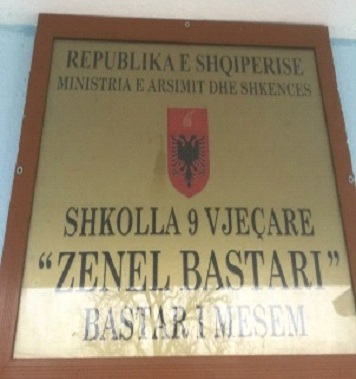 REPUBLIKA E SHQIPERISE
MINISTRIA E ARSIMIT DHE SHKENCES
SHKOLLA 9 VJEÇARE
“ZENEL BASTARI”
BASTAR I MESEM